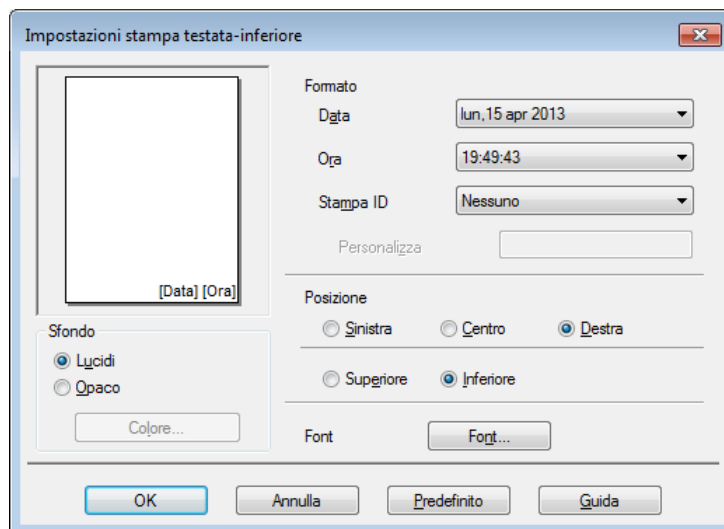 Impostazioni stampa testata-inferiore
[Data] [Ora]
Sfondo
Lucidi
Opaco
Colore...
Formato
Data
lun,15 apr 2013
Ora
19:49:43
Stampa ID
Nessuno
Personalizza
Posizione
Sinistra
Centro
Destra
Superiore
Inferiore
Font
Font...
OK
Annulla
Predefinito
Guida